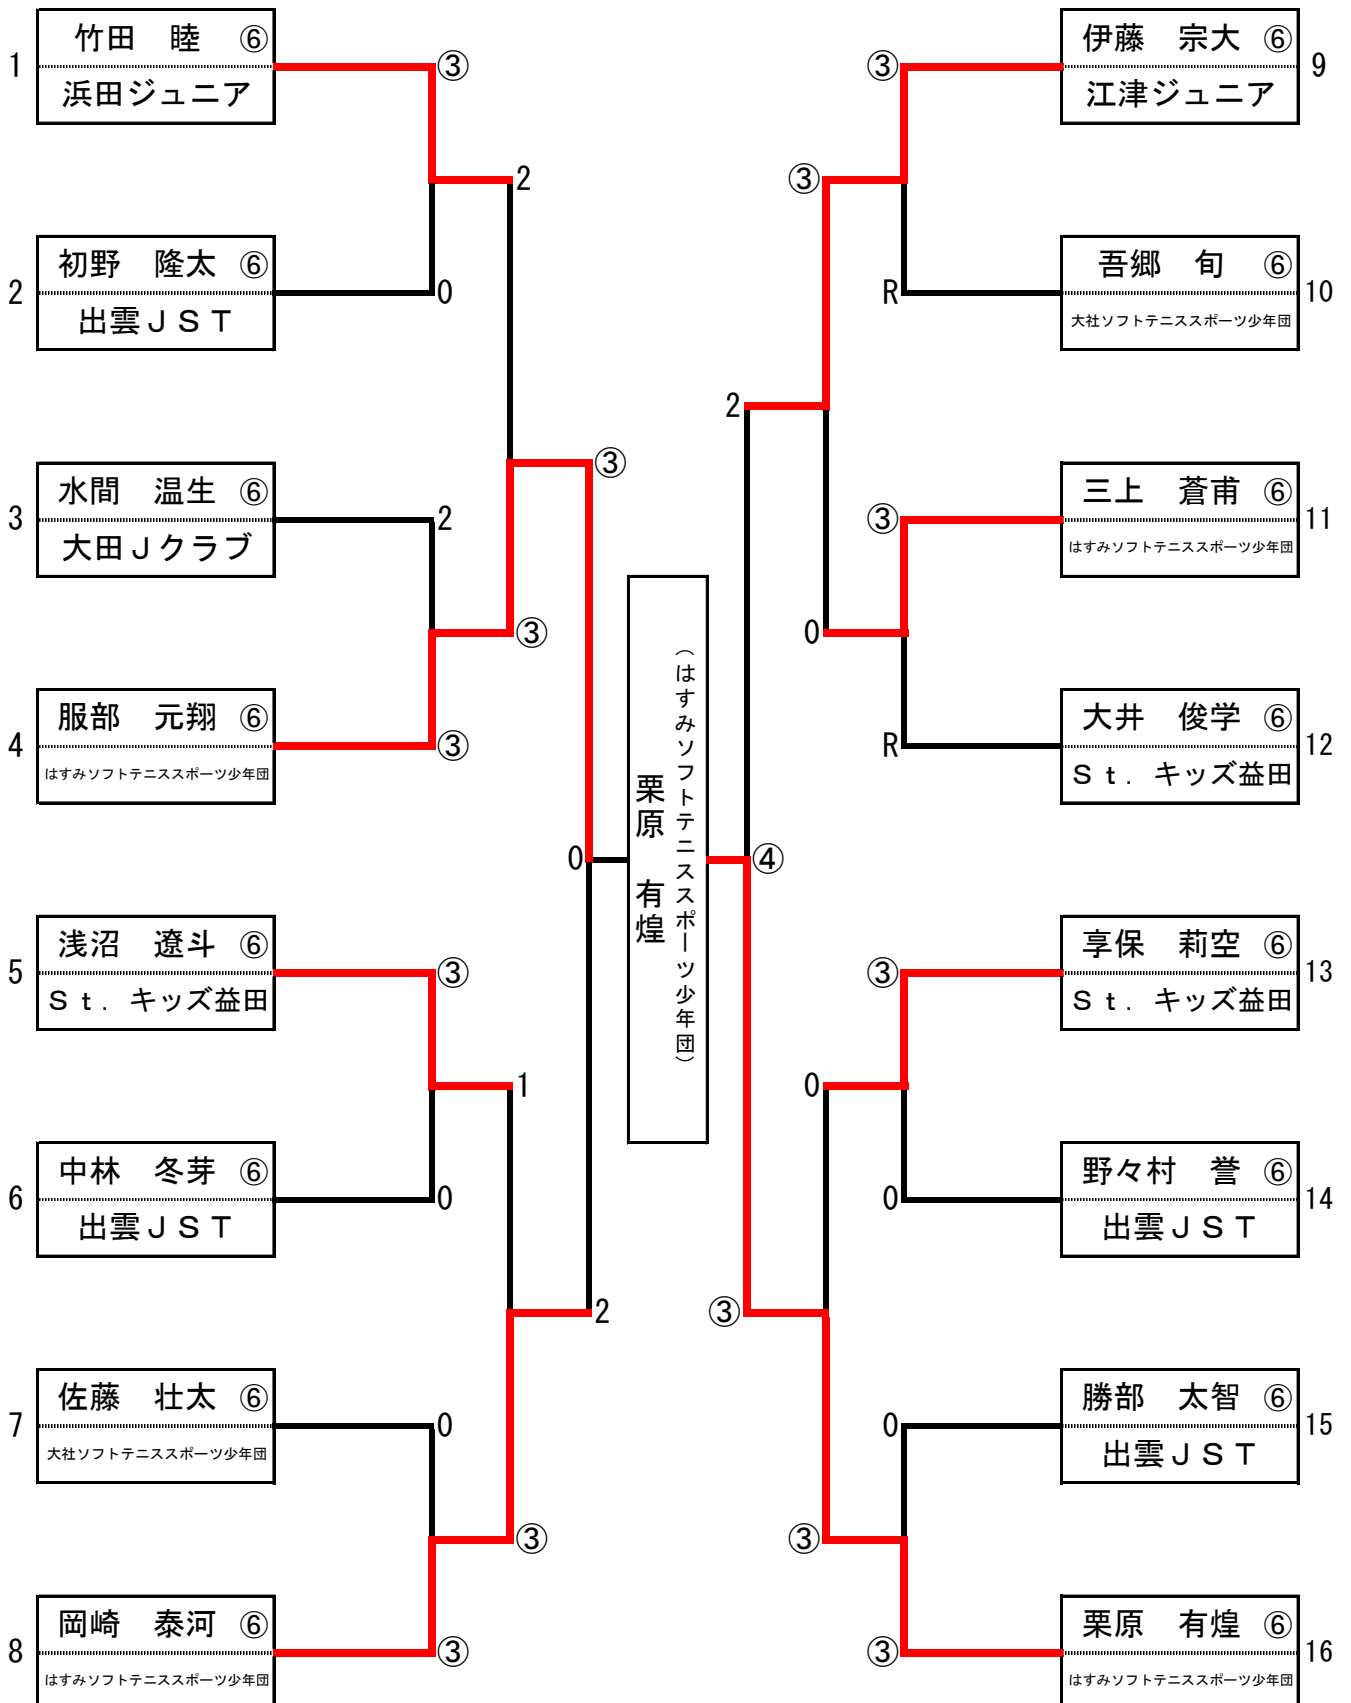 1
竹田　睦　⑥
浜田ジュニア
③
2
2
初野　隆太　⑥
出雲ＪＳＴ
0
3
水間　温生　⑥
大田Ｊクラブ
2
③
③
4
服部　元翔　⑥
はすみソフトテニススポーツ少年団
③
0
5
浅沼　遼斗　⑥
Ｓｔ．キッズ益田
③
1
6
中林　冬芽　⑥
出雲ＪＳＴ
0
2
7
佐藤　壮太　⑥
大社ソフトテニススポーツ少年団
0
③
8
岡崎　泰河　⑥
はすみソフトテニススポーツ少年団
③
栗原　有煌
（はすみソフトテニススポーツ少年団）
伊藤　宗大　⑥
江津ジュニア
9
③
③
吾郷　旬　⑥
大社ソフトテニススポーツ少年団
10
R
2
三上　蒼甫　⑥
はすみソフトテニススポーツ少年団
11
③
0
大井　俊学　⑥
Ｓｔ．キッズ益田
12
R
④
享保　莉空　⑥
Ｓｔ．キッズ益田
13
③
0
野々村　誉　⑥
出雲ＪＳＴ
14
0
③
勝部　太智　⑥
出雲ＪＳＴ
15
0
③
栗原　有煌　⑥
はすみソフトテニススポーツ少年団
16
③